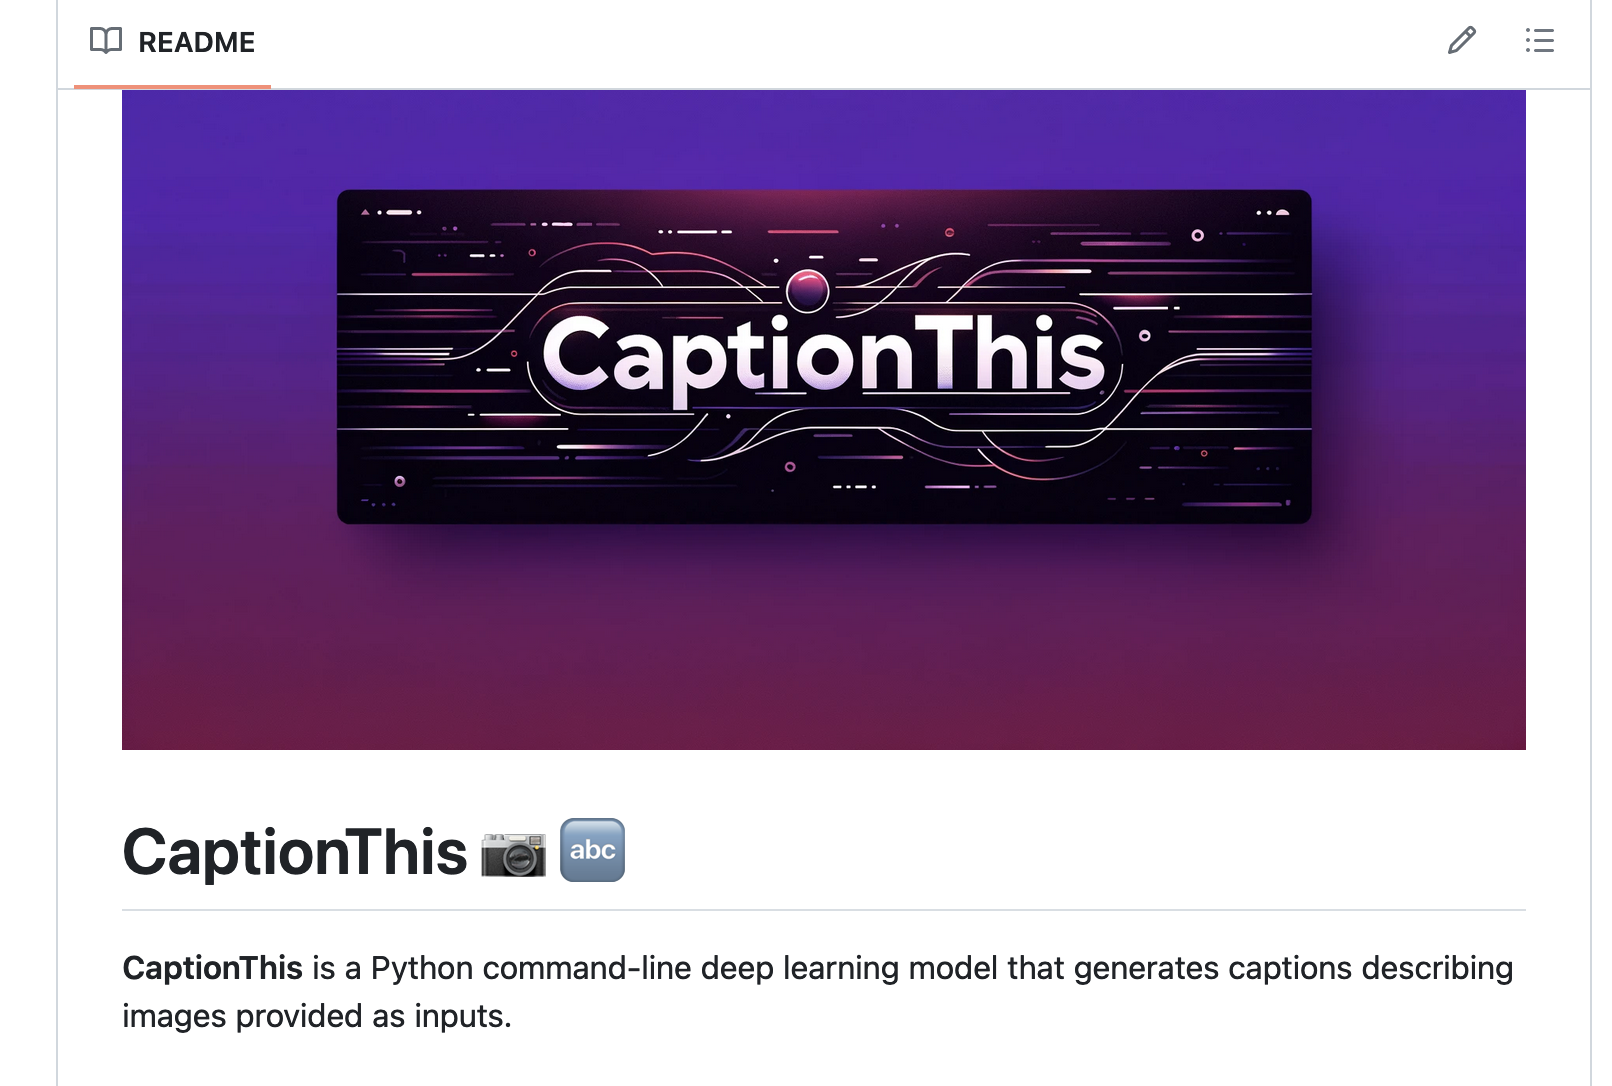 README
CaptionThis
CaptionThis 📷 🔤
CaptionThis is a Python command-line deep learning model that generates captions describing
images provided as inputs.